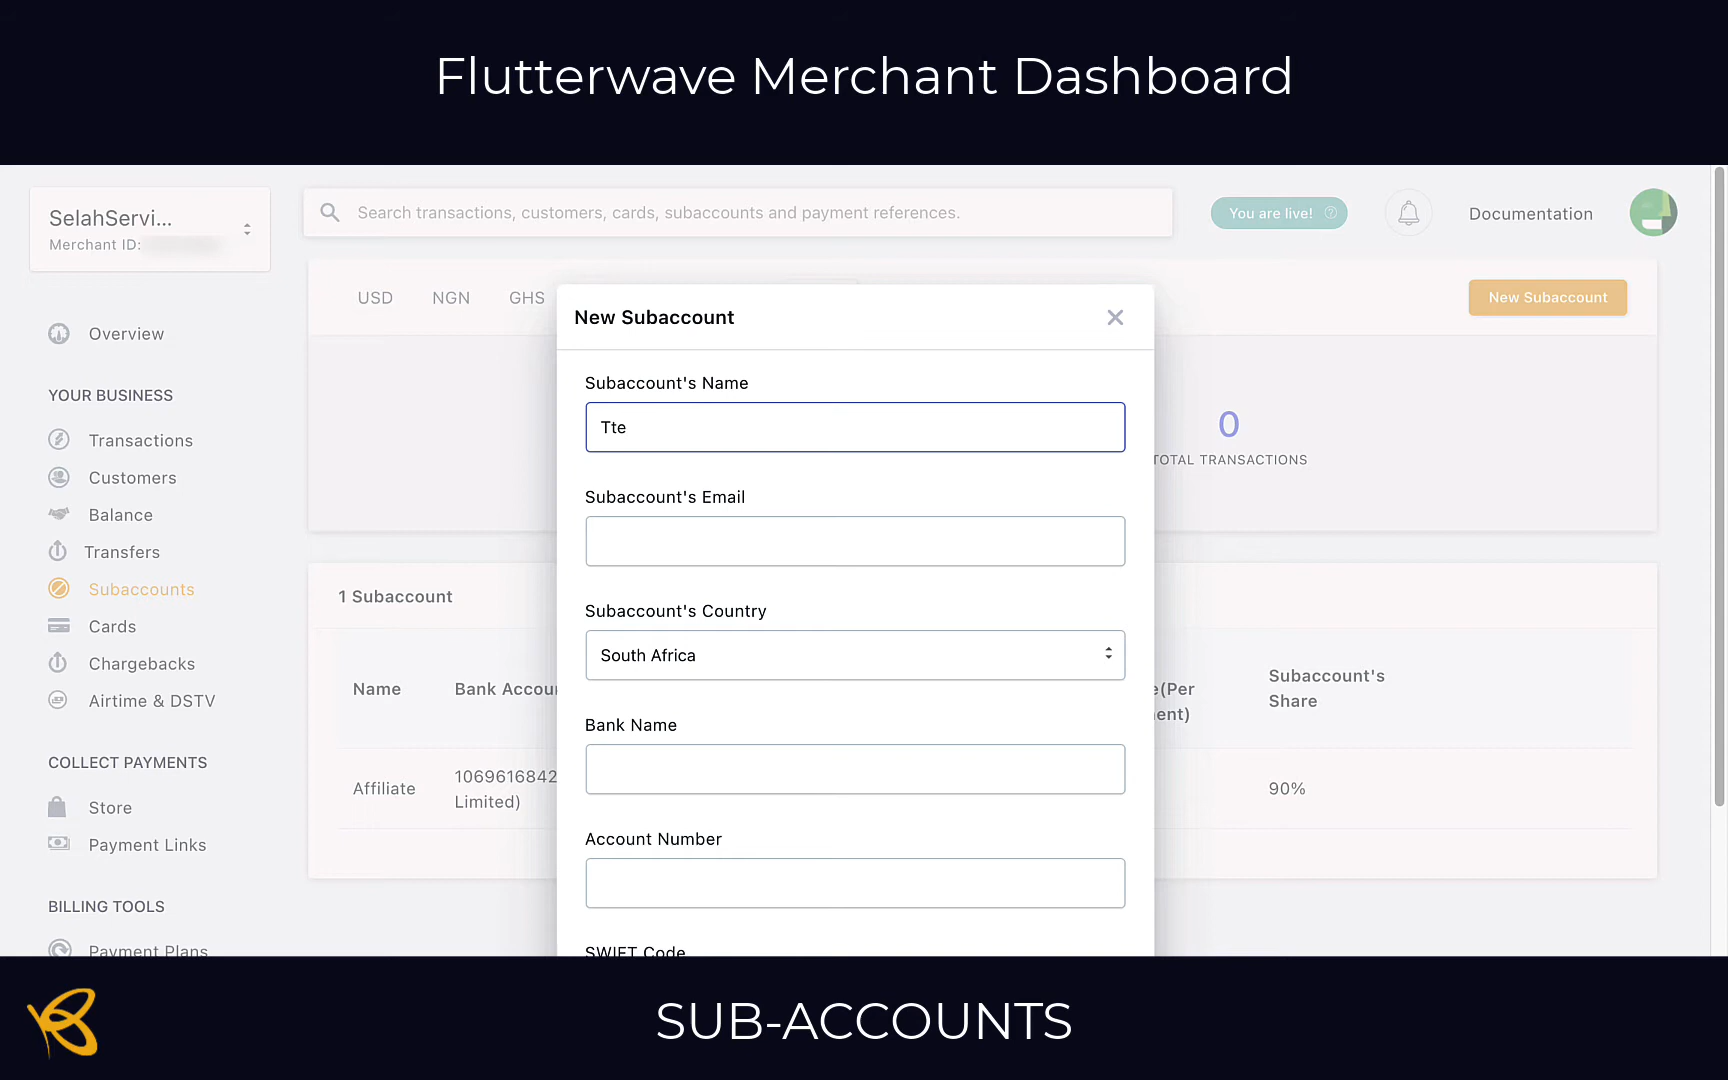 Flutterwave Merchant Dashboard
SelahServi...
Merchant ID:
Search transactions, customers, cards, subaccounts and payment references.
You are live!
Documentation
Overview
YOUR BUSINESS
Transactions
Customers
Balance
Transfers
Subaccounts
Cards
Chargebacks
Airtime & DSTV
COLLECT PAYMENTS
Store
Payment Links
BILLING TOOLS
Payment Plans
USD NGN GHS
New Subaccount
0
TOTAL TRANSACTIONS
1 Subaccount
Name
Bank Accou
e(Per
ent)
Subaccount's
Share
Affiliate
1069616842
Limited)
90%
New Subaccount
Subaccount's Name
Tte
Subaccount's Email
Subaccount's Country
South Africa
Bank Name
Account Number
SWIFT Code
SUB-ACCOUNTS